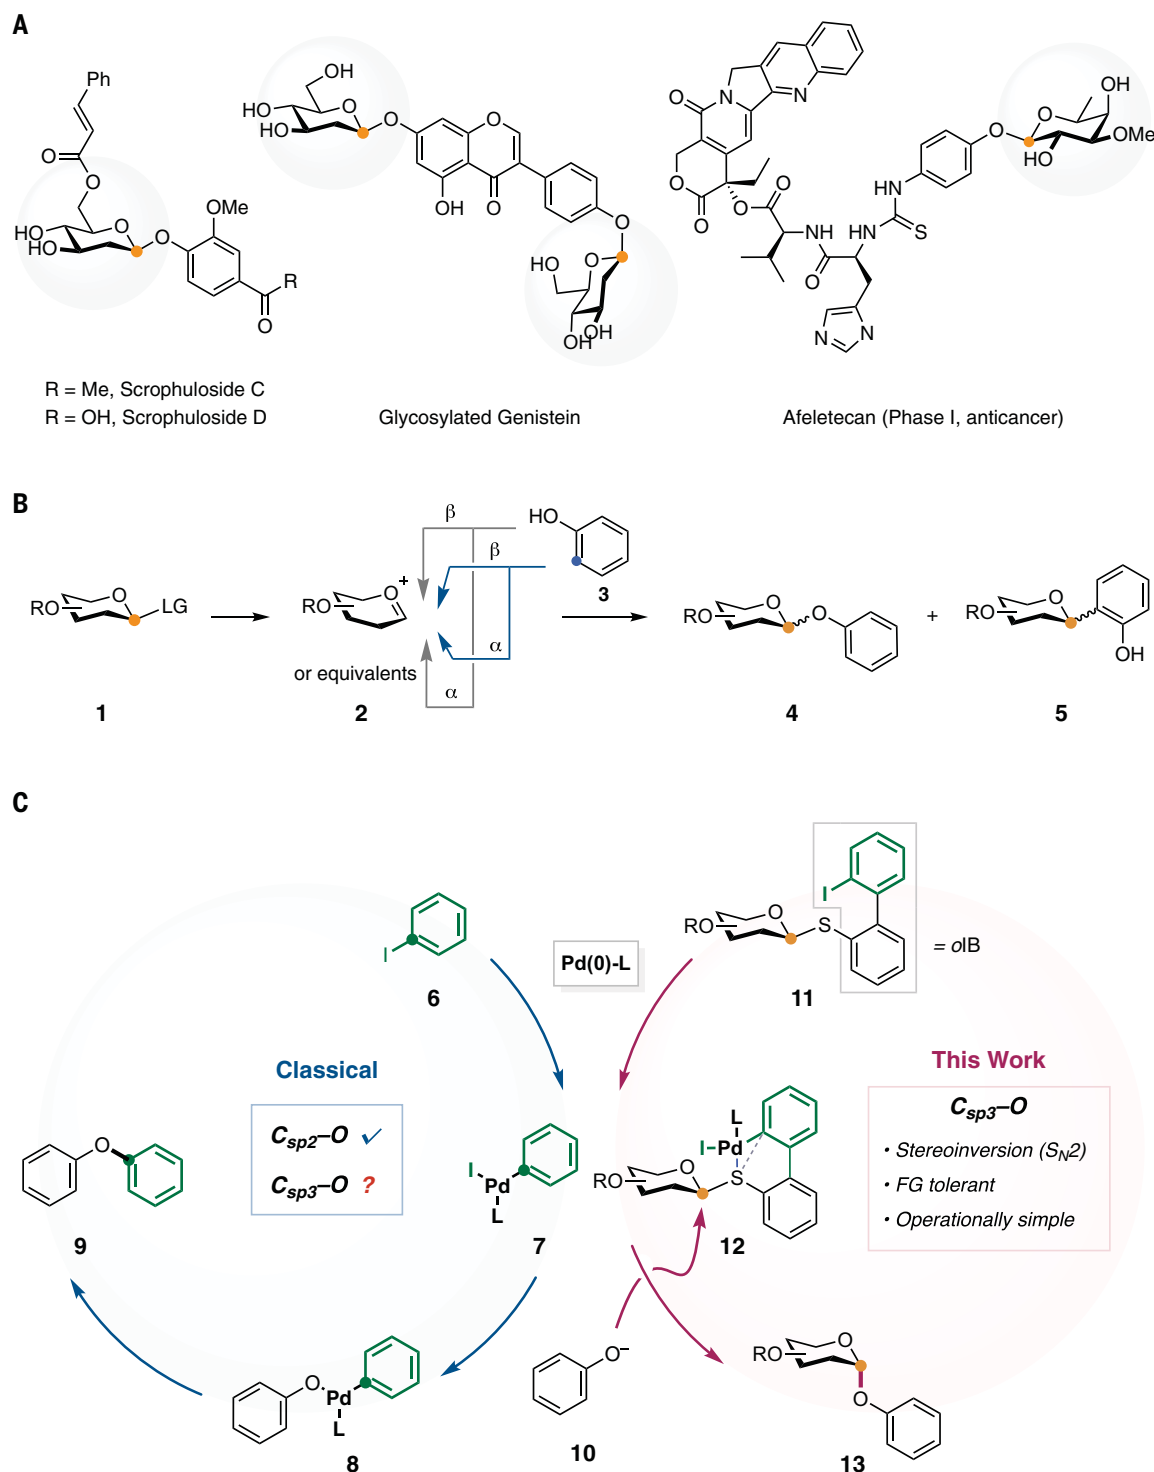 A
Ph
O
O
HO
HO
O
O
OMe
R
O
R = Me, Scrophuloside C
R = OH, Scrophuloside D
OH
HO
HO
O
O
O
OH
O
O
HO
O
OH
OH
Glycosylated Genistein
O
N
N
O
O
O
O
NH
O
HN
S
HN
N
N
O
O
OH
OMe
HO
Afeletecan (Phase I, anticancer)
B
RO
O
LG
1
RO
O
+
or equivalents
2
β
β
α
α
HO
3
RO
O
O
4
+
RO
O
OH
5
C
I
6
Pd(0)-L
RO
O
S
I
11
= oIB
Classical
Csp2–O ✓
Csp3–O ?
This Work
Csp3–O
• Stereoinversion (SN2)
• FG tolerant
• Operationally simple
O
9
I
Pd
L
7
L
I
Pd
S
RO
O
12
O
Pd
L
8
O–
10
RO
O
O
13